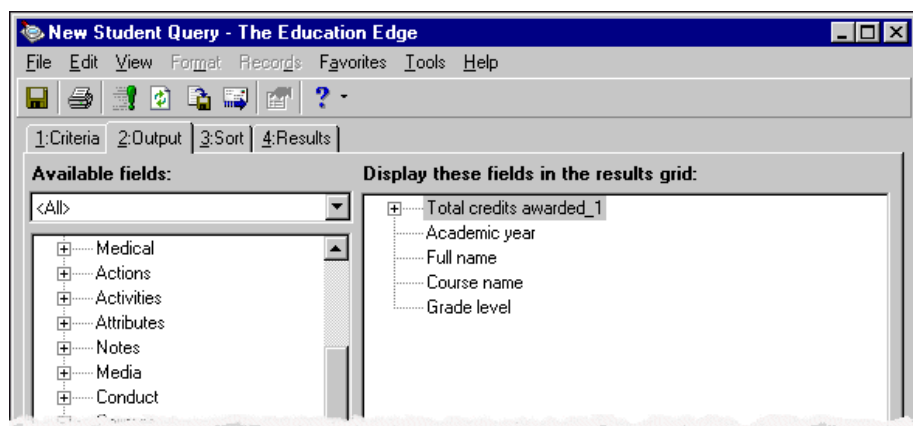 New Student Query - The Education Edge
File Edit View Format Records Favorites Tools Help
1:Criteria 2:Output 3:Sort 4:Results
Available fields:
Display these fields in the results grid:
<All>
Medical
Actions
Activities
Attributes
Notes
Media
Conduct
Total credits awarded_1
Academic year
Full name
Course name
Grade level